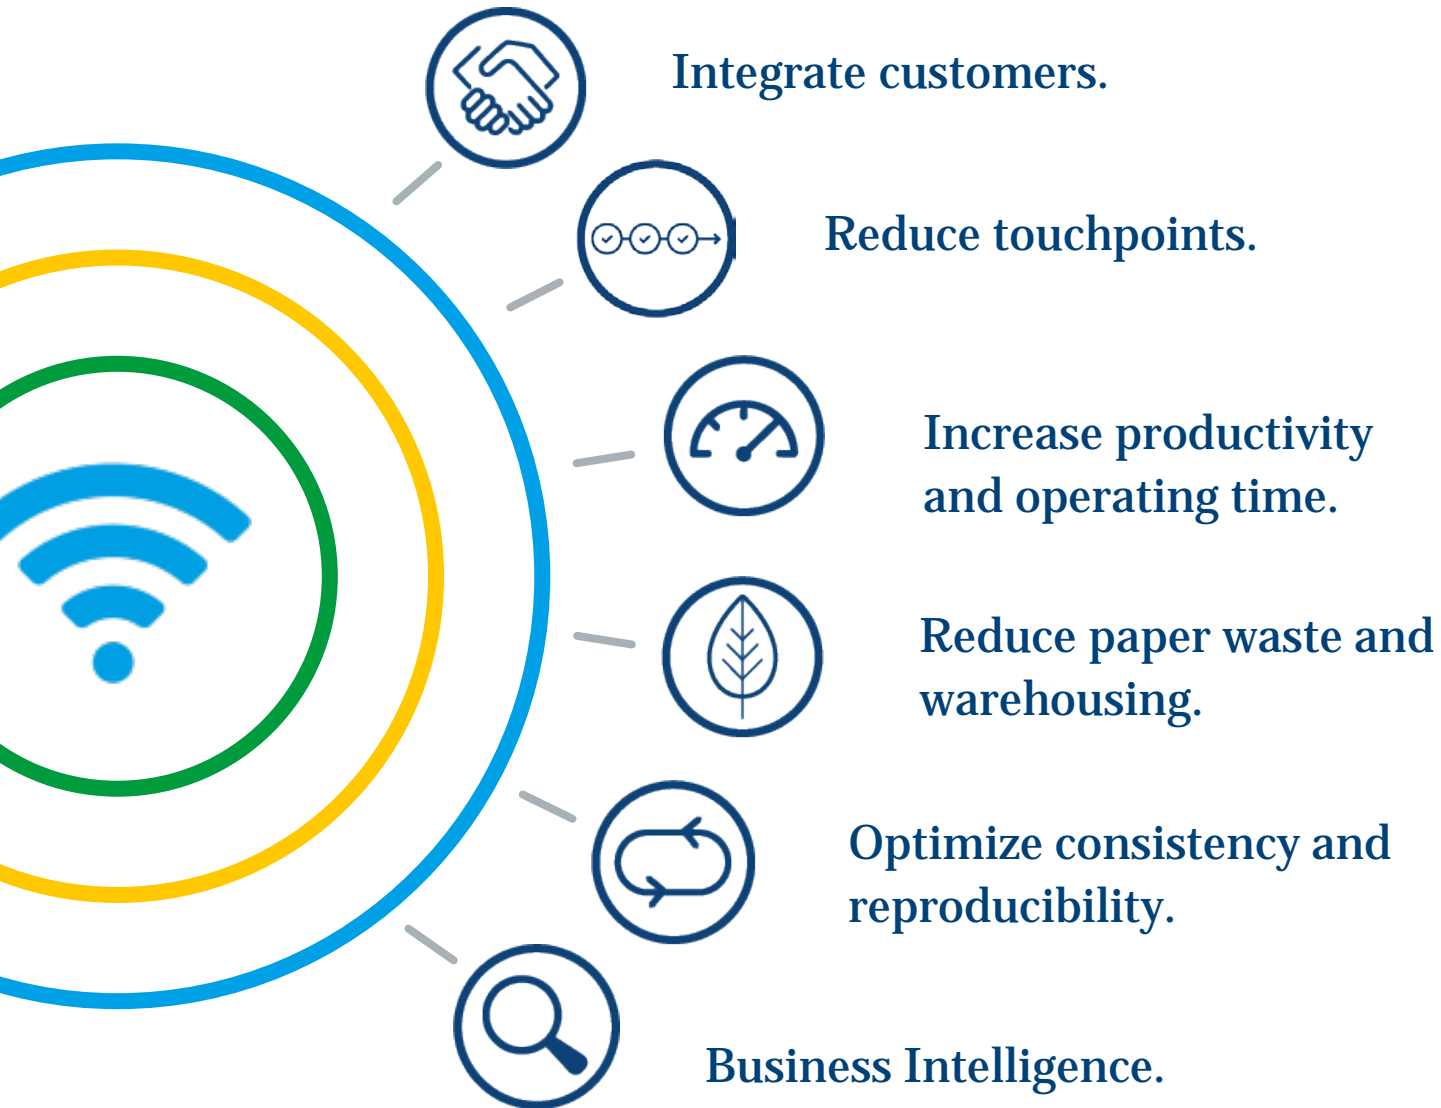 Integrate customers.
Reduce touchpoints.
Increase productivity
and operating time.
Reduce paper waste and
warehousing.
Optimize consistency and
reproducibility.
Business Intelligence.